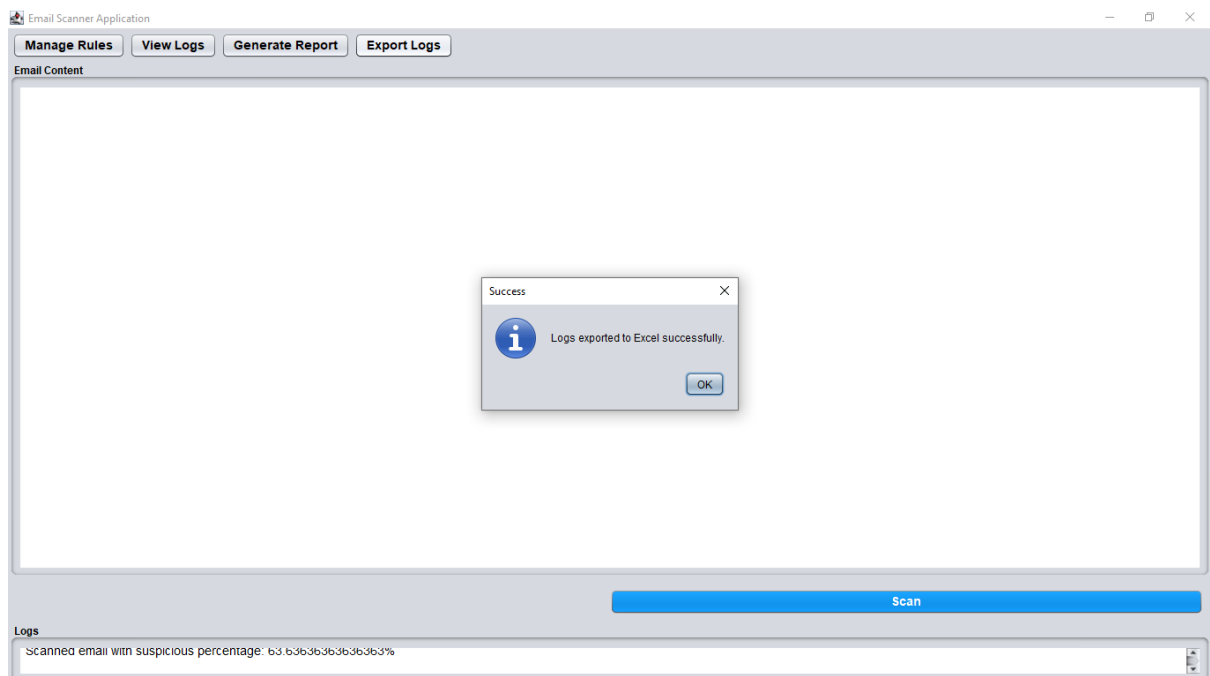 Email Scanner Application
Manage Rules View Logs Generate Report Export Logs
Email Content
Success
Logs exported to Excel successfully.
OK
Scan
Logs
Scanned email with suspicious percentage: 63.63636363636363%